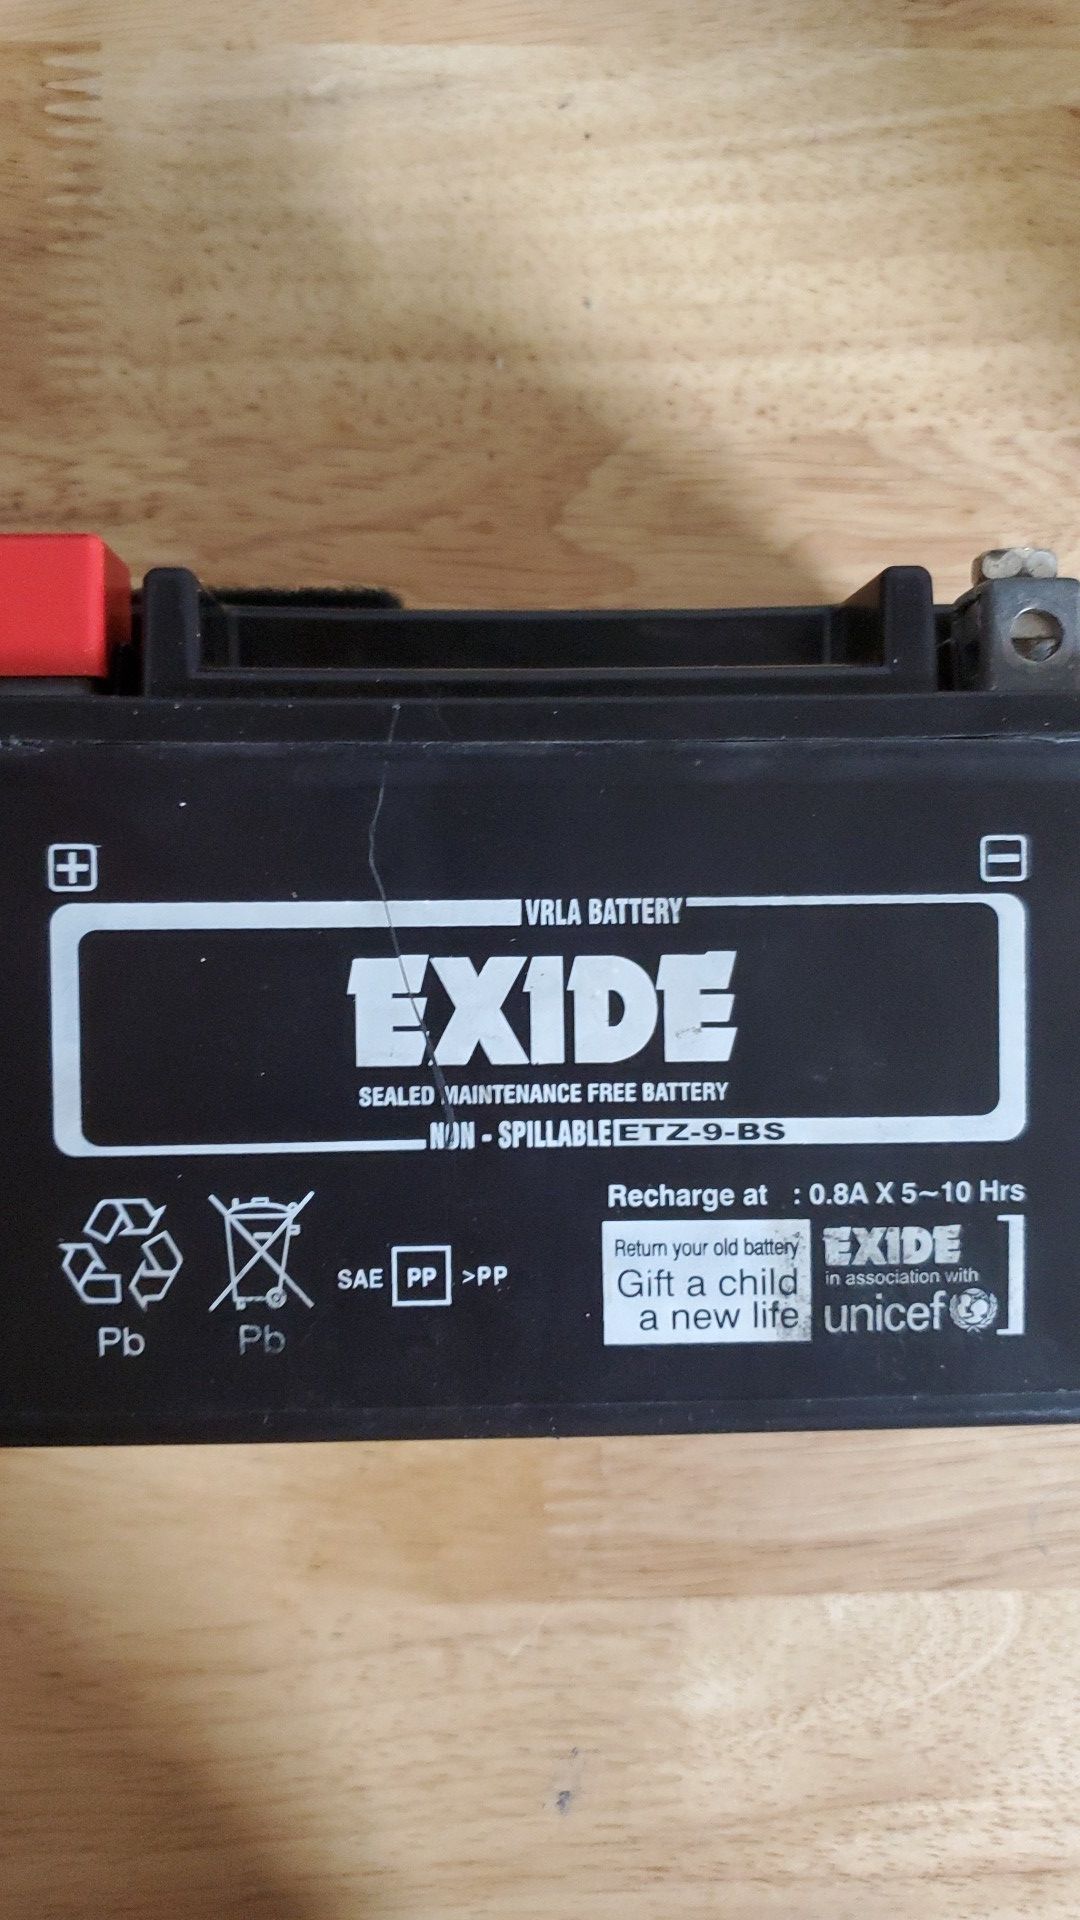 +
−
VRLA BATTERY
EXIDE
SEALED MAINTENANCE FREE BATTERY
NON - SPILLABLE ETZ-9-BS
Recharge at : 0.8A X 5~10 Hrs
Return your old battery
Gift a child
a new life
EXIDE
in association with
unicef
SAE PP >PP
Pb
Pb